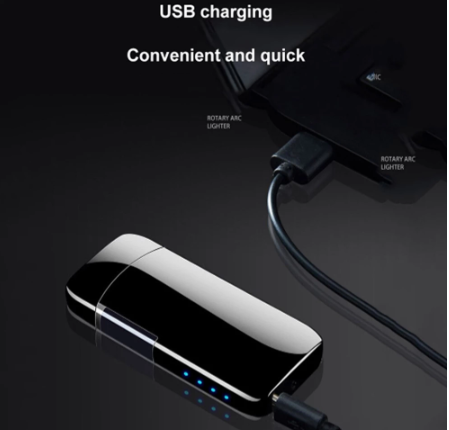 USB charging
Convenient and quick
ROTARY ARC
LIGHTER
ROTARY ARC
LIGHTER